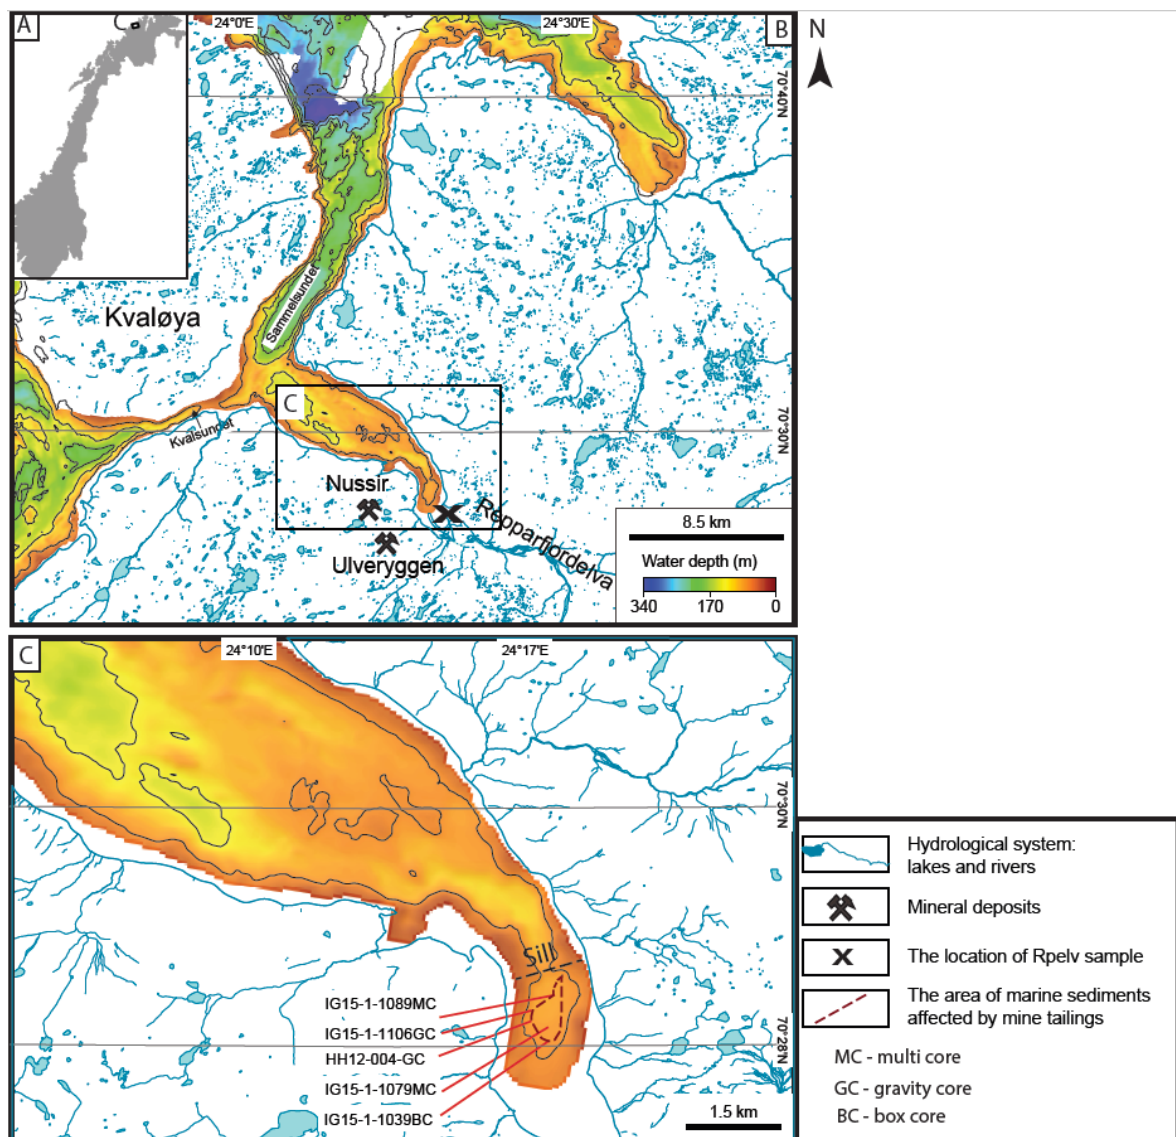 A
C
24°0'E
24°30'E
B
N
70°40'N
Sammelsundet
Kvaløya
C
70°30'N
Kvalsundet
Nussir
Repparfjordelva
Ulveryggen
8.5 km
Water depth (m)
340 170 0
C
24°10'E
24°17'E
70°30'N
Sill
IG15-1-1089MC
IG15-1-1106GC
HH12-004-GC
IG15-1-1079MC
IG15-1-1039BC
70°28'N
1.5 km
Hydrological system:
lakes and rivers
Mineral deposits
The location of Rpelv sample
The area of marine sediments
affected by mine tailings
MC - multi core
GC - gravity core
BC - box core